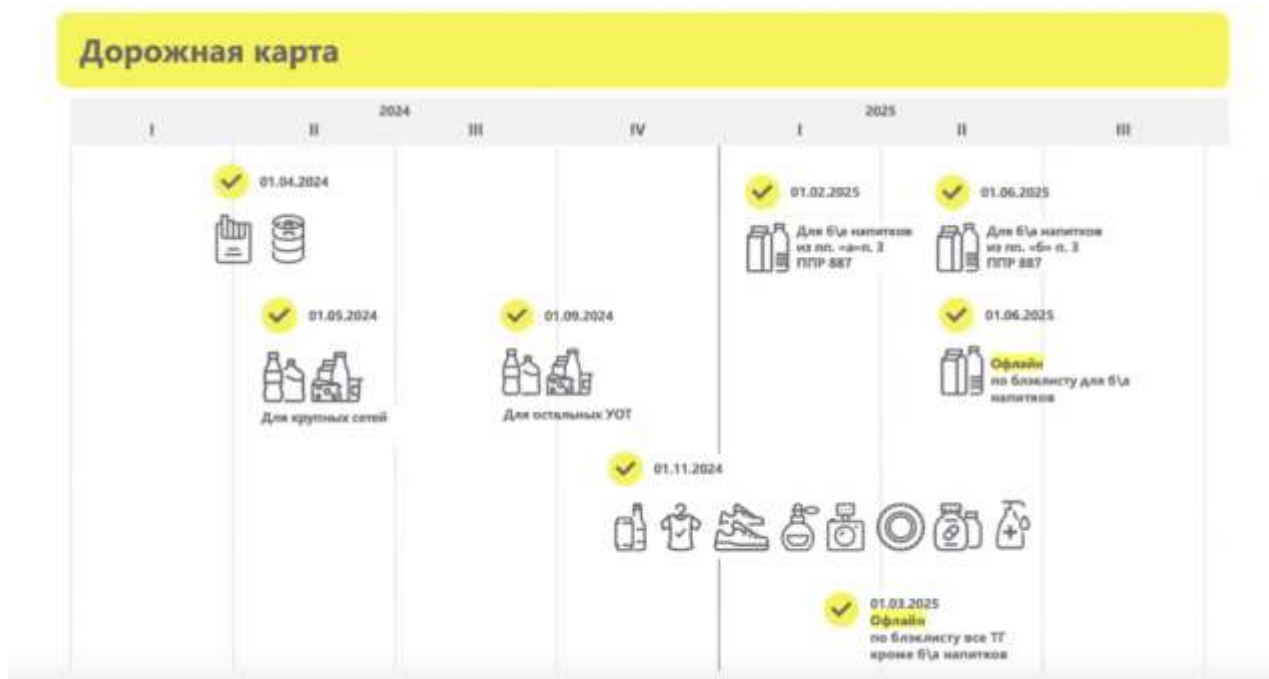 Дорожная карта
2024
2025
I
II
III
IV
I
II
III
01.04.2024
01.02.2025
Для б\а напитков
из пп. «а»п. 3
ППР 887
01.06.2025
Для б\а напитков
из пп. «б» п. 3
ППР 887
01.05.2024
Для крупных сетей
01.09.2024
Для остальных УОТ
01.06.2025
Офлайн
по блэклисту для б\а
напитков
01.11.2024
01.03.2025
Офлайн
по блэклисту все ТГ
кроме б\а напитков